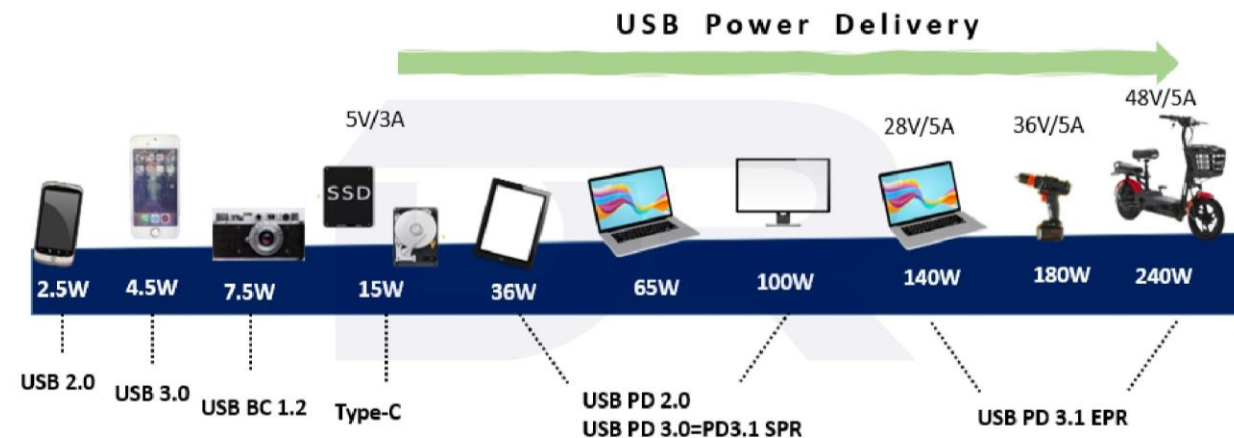 USB Power Delivery
5V/3A
28V/5A
36V/5A
48V/5A
SSD
2.5W
4.5W
7.5W
15W
36W
65W
100W
140W
180W
240W
USB 2.0
USB 3.0
USB BC 1.2
Type-C
USB PD 2.0
USB PD 3.0=PD3.1 SPR
USB PD 3.1 EPR